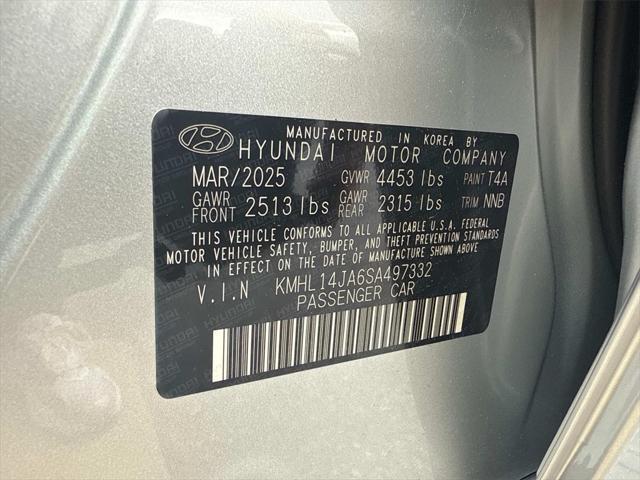 MANUFACTURED IN KOREA BY
HYUNDAI MOTOR COMPANY
MAR/2025 GVWR 4453 lbs PAINT T4A
GAWR FRONT 2513 lbs GAWR REAR 2315 lbs TRIM NNB
THIS VEHICLE CONFORMS TO ALL APPLICABLE U.S.A. FEDERAL
MOTOR VEHICLE SAFETY, BUMPER, AND THEFT PREVENTION STANDARDS
IN EFFECT ON THE DATE OF MANUFACTURE SHOWN ABOVE
V.I.N KMHL14JA6SA497332
PASSENGER CAR